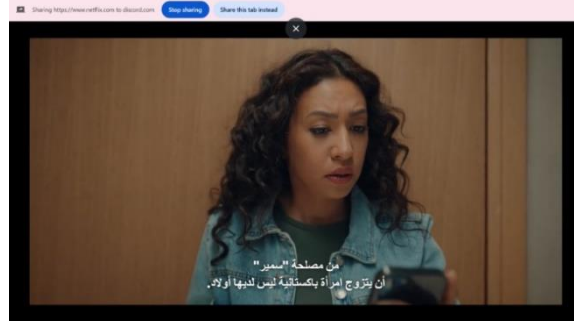 Sharing https://www.netflix.com to discord.com
Stop sharing
Share this tab instead
من مصلحة "سمير"
أن يتزوج امرأة باكستانية ليس لديها أولاد.